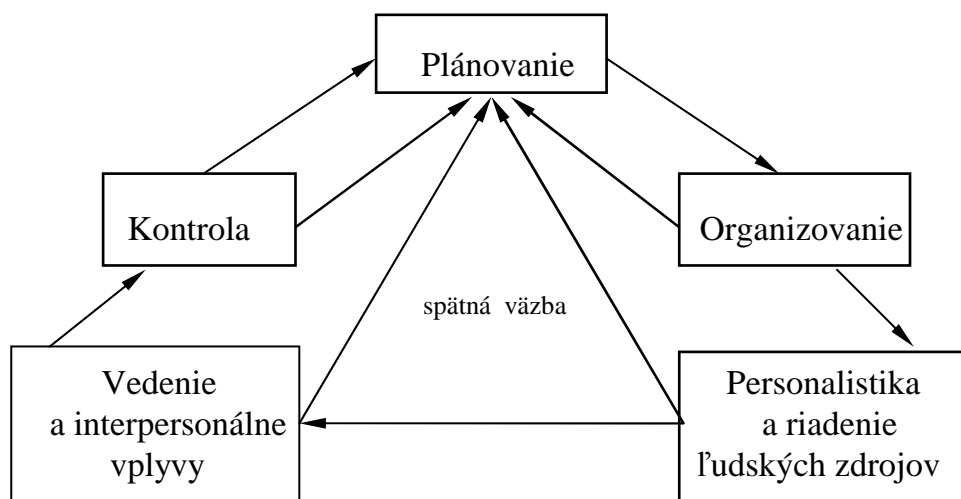 Plánovanie
Kontrola
Organizovanie
spätná väzba
Vedenie
a interpersonálne
vplyvy
Personalistika
a riadenie
ľudských zdrojov